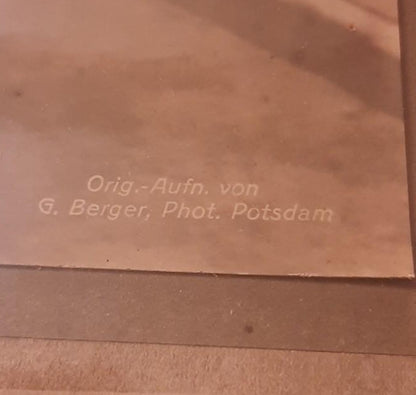 Orig.-Aufn. von
G. Berger, Phot. Potsdam